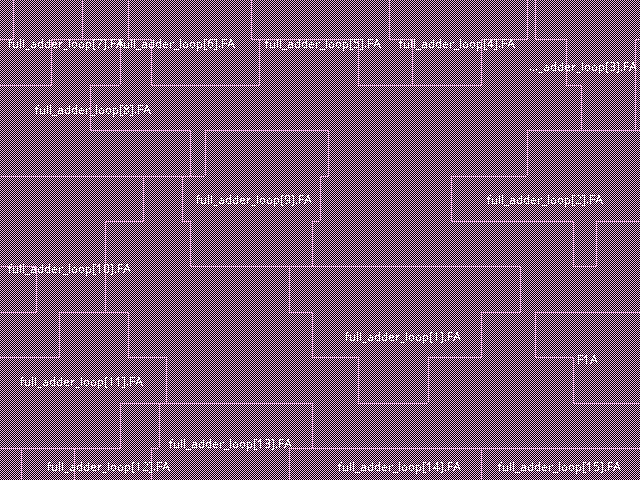 full_adder_loop[7].FA full_adder_loop[6].FA full_adder_loop[5].FA full_adder_loop[4].FA
_adder_loop[3].FA
full_adder_loop[8].FA
full_adder_loop[9].FA full_adder_loop[2].FA
full_adder_loop[10].FA
full_adder_loop[1].FA
F1A
full_adder_loop[11].FA
full_adder_loop[13].FA
full_adder_loop[12].FA full_adder_loop[14].FA full_adder_loop[15].FA